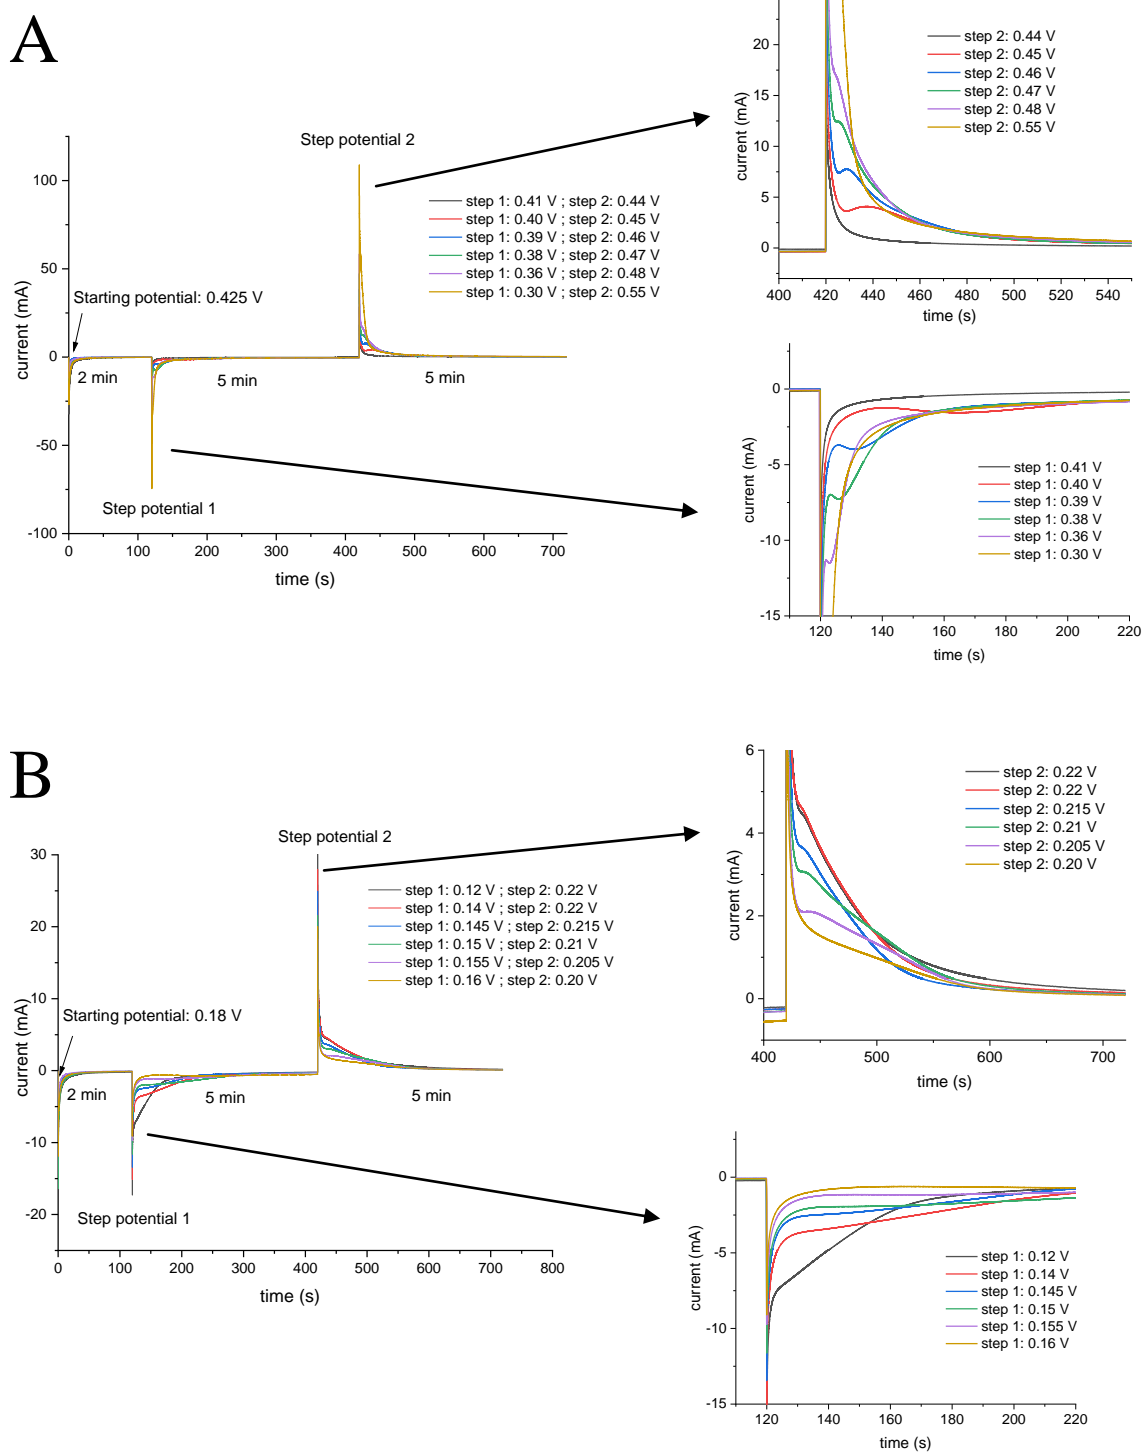 A
Step potential 2
step 1: 0.41 V ; step 2: 0.44 V
step 1: 0.40 V ; step 2: 0.45 V
step 1: 0.39 V ; step 2: 0.46 V
step 1: 0.38 V ; step 2: 0.47 V
step 1: 0.36 V ; step 2: 0.48 V
step 1: 0.30 V ; step 2: 0.55 V
Starting potential: 0.425 V
2 min
5 min
5 min
Step potential 1
100
50
0
-50
-100
current (mA)
0 100 200 300 400 500 600 700
time (s)
step 2: 0.44 V
step 2: 0.45 V
step 2: 0.46 V
step 2: 0.47 V
step 2: 0.48 V
step 2: 0.55 V
20
15
10
5
0
current (mA)
400 420 440 460 480 500 520 540
time (s)
0
-5
-10
-15
current (mA)
step 1: 0.41 V
step 1: 0.40 V
step 1: 0.39 V
step 1: 0.38 V
step 1: 0.36 V
step 1: 0.30 V
120 140 160 180 200 220
time (s)
B
Step potential 2
step 1: 0.12 V ; step 2: 0.22 V
step 1: 0.14 V ; step 2: 0.22 V
step 1: 0.145 V ; step 2: 0.215 V
step 1: 0.15 V ; step 2: 0.21 V
step 1: 0.155 V ; step 2: 0.205 V
step 1: 0.16 V ; step 2: 0.20 V
Starting potential: 0.18 V
2 min
5 min
5 min
Step potential 1
30
20
10
0
-10
-20
current (mA)
0 100 200 300 400 500 600 700 800
time (s)
step 2: 0.22 V
step 2: 0.22 V
step 2: 0.215 V
step 2: 0.21 V
step 2: 0.205 V
step 2: 0.20 V
6
4
2
0
current (mA)
400 500 600 700
time (s)
0
-5
-10
-15
current (mA)
step 1: 0.12 V
step 1: 0.14 V
step 1: 0.145 V
step 1: 0.15 V
step 1: 0.155 V
step 1: 0.16 V
120 140 160 180 200 220
time (s)